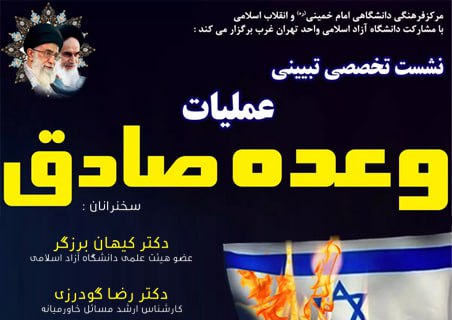 مرکز فرهنگی دانشگاهی امام خمینی (ره) و انقلاب اسلامی
با مشارکت دانشگاه آزاد اسلامی واحد تهران غرب برگزار می کند :
نشست تخصصی تبیینی
عملیات
وعده صادق
سخنرانان :
دکتر کیهان برزگر
عضو هیئت علمی دانشگاه آزاد اسلامی
دکتر رضا گودرزی
کارشناس ارشد مسائل خاورمیانه